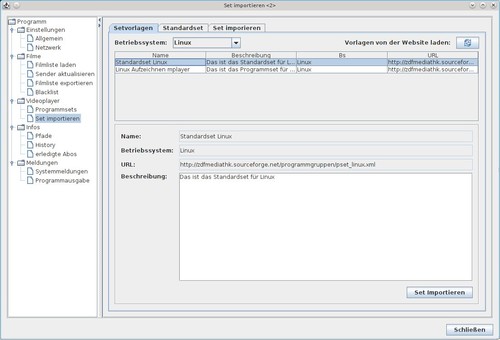 Set importieren <2>
Programm
Einstellungen
Allgemein
Netzwerk
Filme
Filmliste laden
Sender aktualisieren
Filmliste exportieren
Blacklist
Videoplayer
Programmsets
Set importieren
Infos
Pfade
History
erledigte Abos
Meldungen
Systemmeldungen
Programmausgabe
Setvorlagen Standardset Set importieren
Betriebssystem: Linux Vorlagen von der Website laden:
Name Beschreibung Bs URL
Standardset Linux Das ist das Standardset für L... Linux http://zdfmediathk.sourcefor...
Linux Aufzeichnen mplayer Das ist das Programmset für ... Linux http://zdfmediathk.sourcefor...
Name: Standardset Linux
Betriebssystem: Linux
URL: http://zdfmediathk.sourceforge.net/programmgruppen/pset_linux.xml
Beschreibung: Das ist das Standardset für Linux
Set Importieren
Schließen